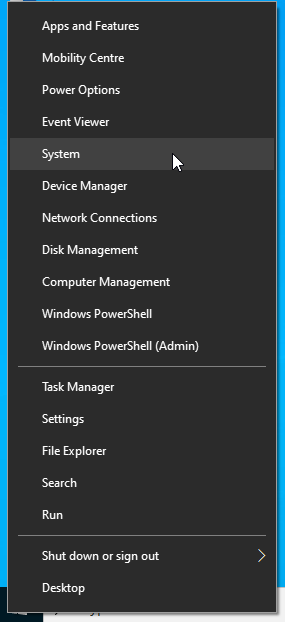 Apps and Features
Mobility Centre
Power Options
Event Viewer
System
Device Manager
Network Connections
Disk Management
Computer Management
Windows PowerShell
Windows PowerShell (Admin)
Task Manager
Settings
File Explorer
Search
Run
Shut down or sign out
Desktop